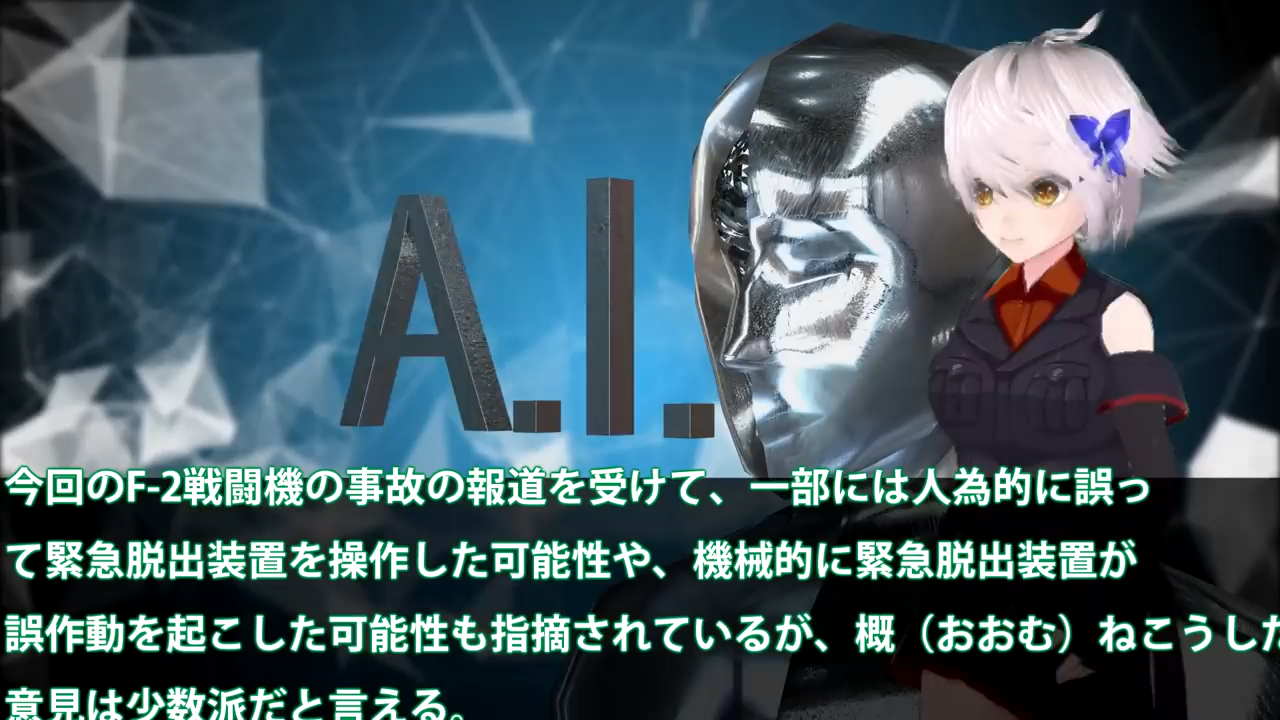 A.I.
今回のF-2戦闘機の事故の報道を受けて、一部には人為的に誤っ
て緊急脱出装置を操作した可能性や、機械的に緊急脱出装置が
誤作動を起こした可能性も指摘されているが、概（おおむ）ねこうした
意見は少数派だと言える。